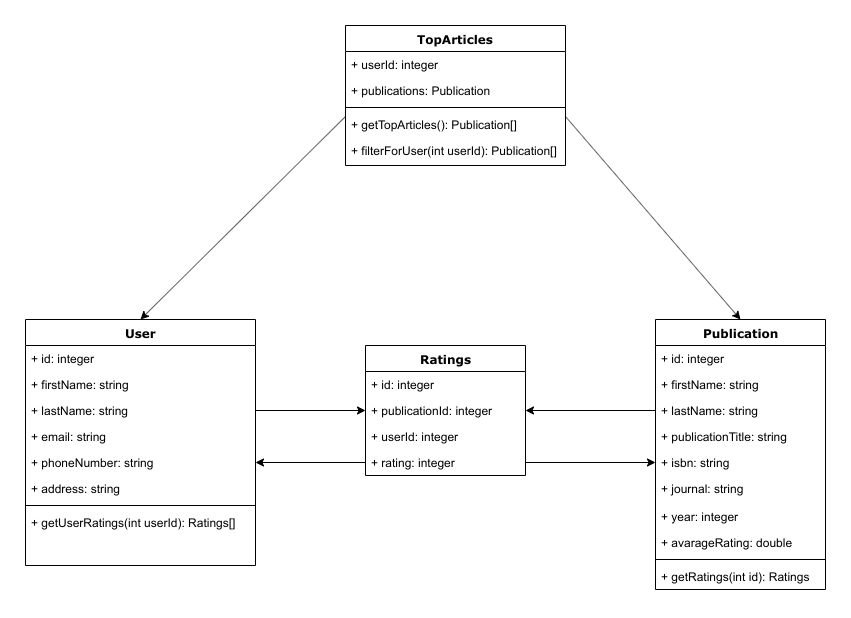 TopArticles
+ userId: integer
+ publications: Publication
+ getTopArticles(): Publication[]
+ filterForUser(int userId): Publication[]
User
+ id: integer
+ firstName: string
+ lastName: string
+ email: string
+ phoneNumber: string
+ address: string
+ getUserRatings(int userId): Ratings[]
Ratings
+ id: integer
+ publicationId: integer
+ userId: integer
+ rating: integer
Publication
+ id: integer
+ firstName: string
+ lastName: string
+ publicationTitle: string
+ isbn: string
+ journal: string
+ year: integer
+ avarageRating: double
+ getRatings(int id): Ratings